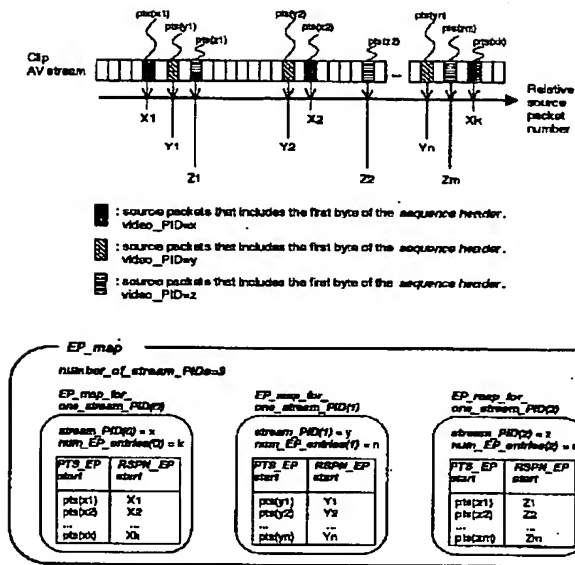 pts(x1)
pts(y1)
pts(z1)
pts(y2)
pts(x2)
pts(z2)
pts(yn)
pts(zm)
pts(xk)
Clip
AV stream
...
Relative
source
packet
number
X1
Y1
Z1
Y2
X2
Z2
Yn
Zm
Xk
: source packets that includes the first byte of the sequence header.
video_PID=x
: source packets that includes the first byte of the sequence header.
video_PID=y
: source packets that includes the first byte of the sequence header.
video_PID=z
EP_map
number_of_stream_PIDs=3
EP_map_for_
one_stream_PID(0)
stream_PID(0) = x
num_EP_entries(0) = k
PTS_EP RSPN_EP
start start
pts(x1) X1
pts(x2) X2
... ...
pts(xk) Xk
EP_map_for_
one_stream_PID(1)
stream_PID(1) = y
num_EP_entries(1) = n
PTS_EP RSPN_EP
start start
pts(y1) Y1
pts(y2) Y2
... ...
pts(yn) Yn
EP_map_for_
one_stream_PID(2)
stream_PID(2) = z
num_EP_entries(2) =
PTS_EP RSPN_EP
start start
pts(z1) Z1
pts(z2) Z2
... ...
pts(zm) Zm